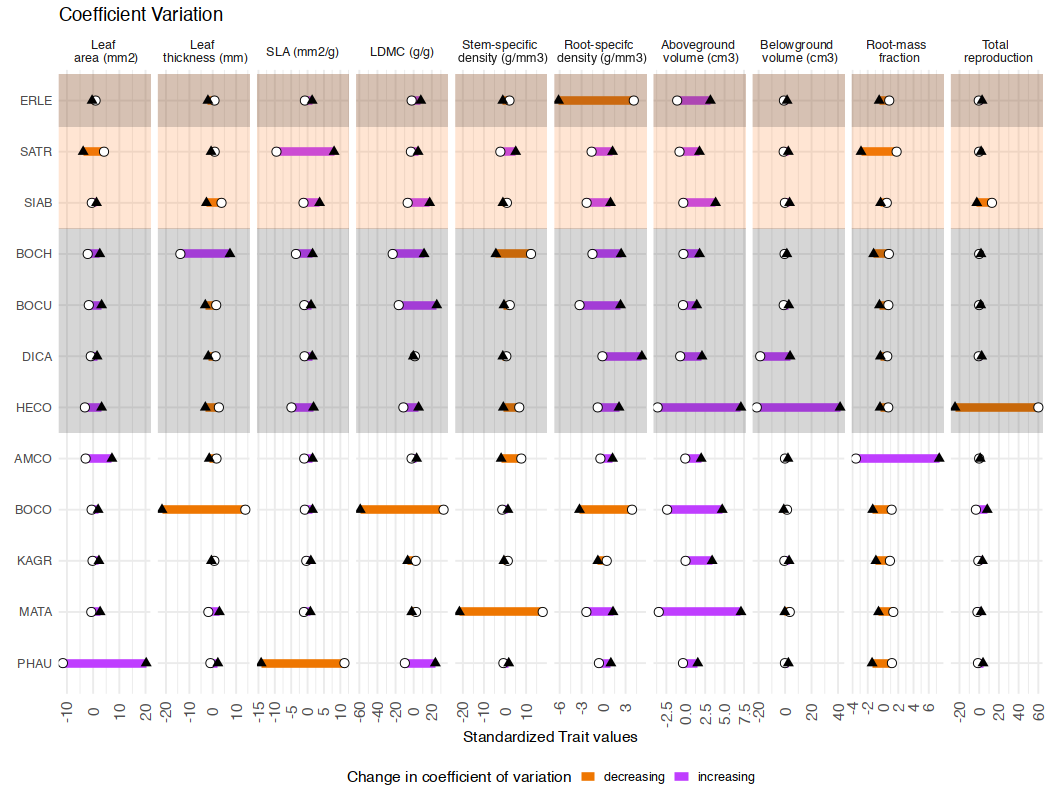 Coefficient Variation
Leaf area (mm2)
Leaf thickness (mm)
SLA (mm2/g)
LDMC (g/g)
Stem-specific density (g/mm3)
Root-specifc density (g/mm3)
Aboveground volume (cm3)
Belowground volume (cm3)
Root-mass fraction
Total reproduction
ERLE
SATR
SIAB
BOCH
BOCU
DICA
HECO
AMCO
BOCO
KAGR
MATA
PHAU
-10 0 10 20
-20 -10 0 10
-15 -10 -5 0 5 10
-60 -40 -20 0 20
-20 -10 0 10
-6 -3 0 3
-2.5 0.0 2.5 5.0 7.5
-20 0 20 40
-4 -2 0 2 4 6
-20 0 20 40 60
Standardized Trait values
Change in coefficient of variation decreasing increasing